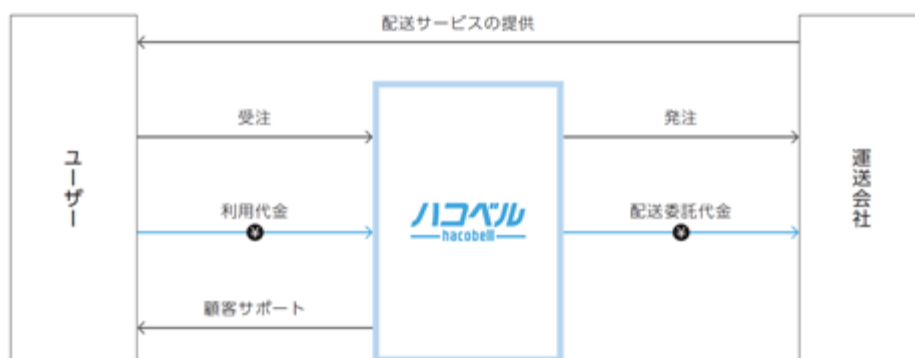 配送サービスの提供
受注
発注
ユーザー
運送会社
利用代金
¥
配送委託代金
¥
ハコベル
hacobell
顧客サポート